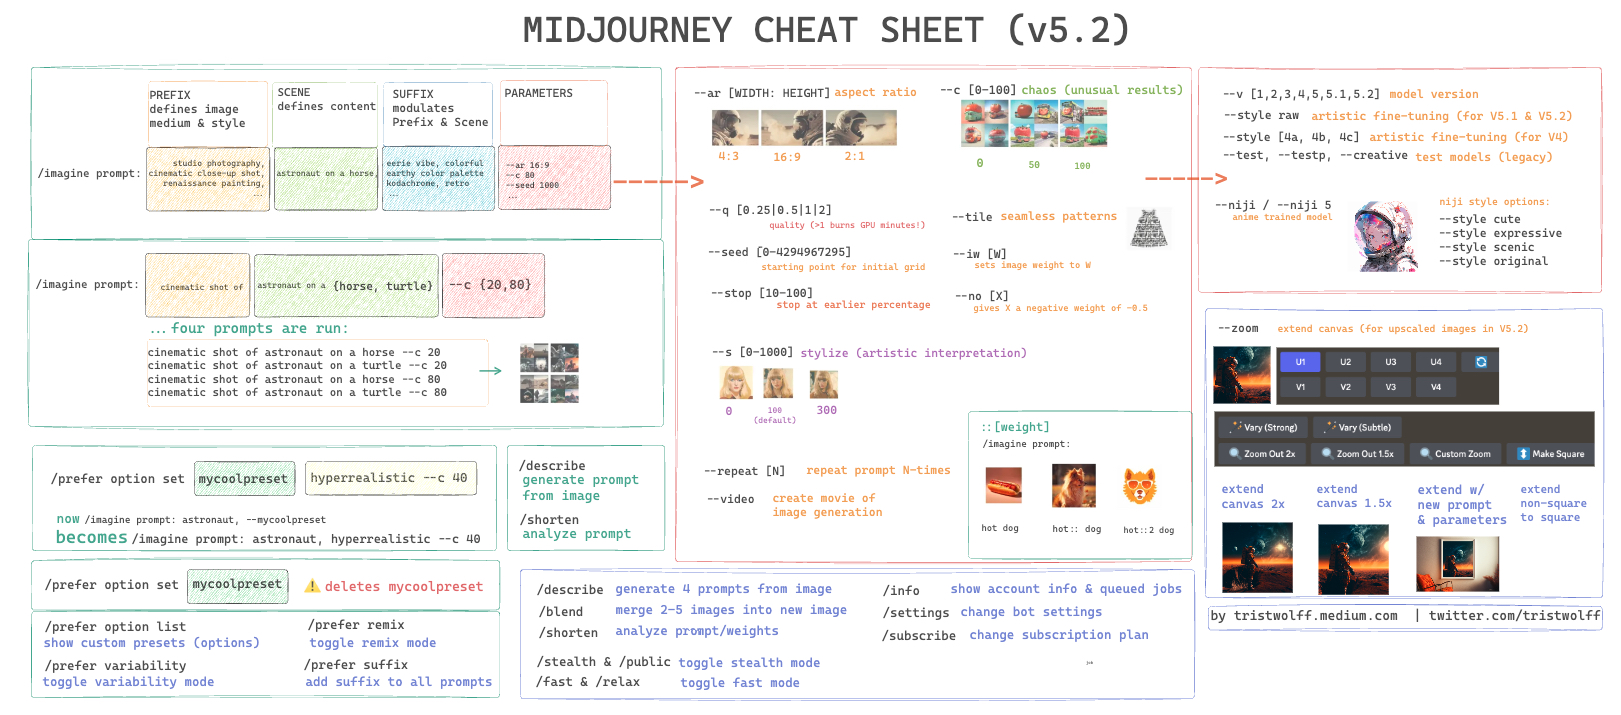 MIDJOURNEY CHEAT SHEET (v5.2)
PREFIX
defines image
medium & style
SCENE
defines content
SUFFIX
modulates
Prefix & Scene
PARAMETERS
/imagine prompt:
studio photography,
cinematic close-up shot,
renaissance painting,
...
astronaut on a horse,
eerie vibe, colorful
earthy color palette
kodachrome, retro
...
--ar 16:9
--c 80
--seed 1000
...
/imagine prompt:
cinematic shot of
astronaut on a {horse, turtle}
--c {20,80}
...four prompts are run:
cinematic shot of astronaut on a horse --c 20
cinematic shot of astronaut on a turtle --c 20
cinematic shot of astronaut on a horse --c 80
cinematic shot of astronaut on a turtle --c 80
/prefer option set mycoolpreset hyperrealistic --c 40
now /imagine prompt: astronaut, --mycoolpreset
becomes /imagine prompt: astronaut, hyperrealistic --c 40
/describe
generate prompt
from image
/shorten
analyze prompt
/prefer option set mycoolpreset ⚠ deletes mycoolpreset
/prefer option list
show custom presets (options)
/prefer variability
toggle variability mode
/prefer remix
toggle remix mode
/prefer suffix
add suffix to all prompts
--ar [WIDTH: HEIGHT] aspect ratio
4:3
16:9
2:1
--c [0-100] chaos (unusual results)
0
50
100
--q [0.25|0.5|1|2]
quality (>1 burns GPU minutes!)
--seed [0-4294967295]
starting point for initial grid
--stop [10-100]
stop at earlier percentage
--tile seamless patterns
--iw [W]
sets image weight to W
--no [X]
gives X a negative weight of -0.5
--s [0-1000] stylize (artistic interpretation)
0
100
(default)
300
--repeat [N] repeat prompt N-times
--video create movie of
image generation
::[weight]
/imagine prompt:
hot dog
hot:: dog
hot::2 dog
/describe generate 4 prompts from image
/blend merge 2-5 images into new image
/shorten analyze prompt/weights
/stealth & /public toggle stealth mode
/fast & /relax toggle fast mode
/info show account info & queued jobs
/settings change bot settings
/subscribe change subscription plan
--v [1,2,3,4,5,5.1,5.2] model version
--style raw artistic fine-tuning (for V5.1 & V5.2)
--style [4a, 4b, 4c] artistic fine-tuning (for V4)
--test, --testp, --creative test models (legacy)
--niji / --niji 5
anime trained model
niji style options:
--style cute
--style expressive
--style scenic
--style original
--zoom extend canvas (for upscaled images in V5.2)
U1 U2 U3 U4
V1 V2 V3 V4
Vary (Strong) Vary (Subtle)
Zoom Out 2x Zoom Out 1.5x Custom Zoom Make Square
extend
canvas 2x
extend
canvas 1.5x
extend w/
new prompt
& parameters
extend
non-square
to square
by tristwolff.medium.com | twitter.com/tristwolff